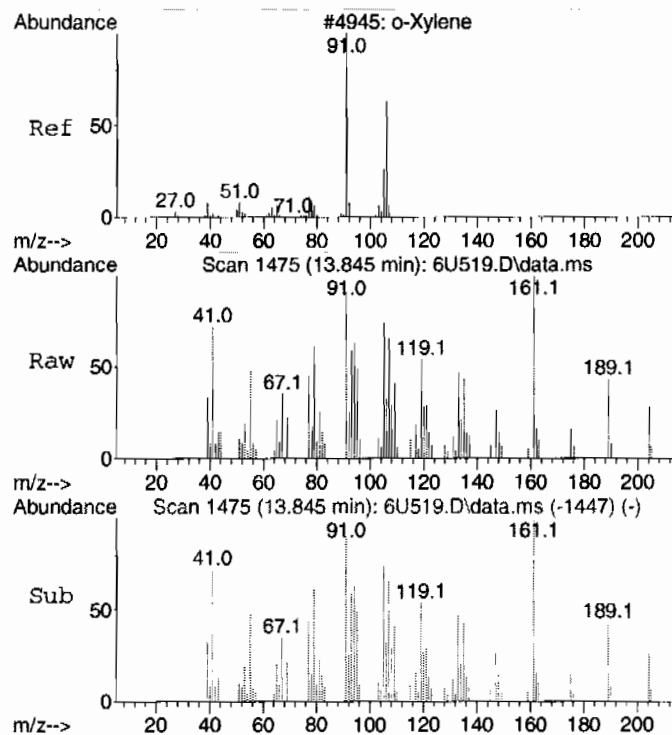 Abundance #4945: o-Xylene
91.0
Ref 50
27.0 51.0 71.0
0
m/z--> 20 40 60 80 100 120 140 160 180 200
Abundance Scan 1475 (13.845 min): 6U519.D\data.ms
91.0 161.1
41.0
Raw 50
67.1 119.1 189.1
0
m/z--> 20 40 60 80 100 120 140 160 180 200
Abundance Scan 1475 (13.845 min): 6U519.D\data.ms (-1447) (-)
91.0 161.1
41.0
Sub 50
67.1 119.1 189.1
0
m/z--> 20 40 60 80 100 120 140 160 180 200